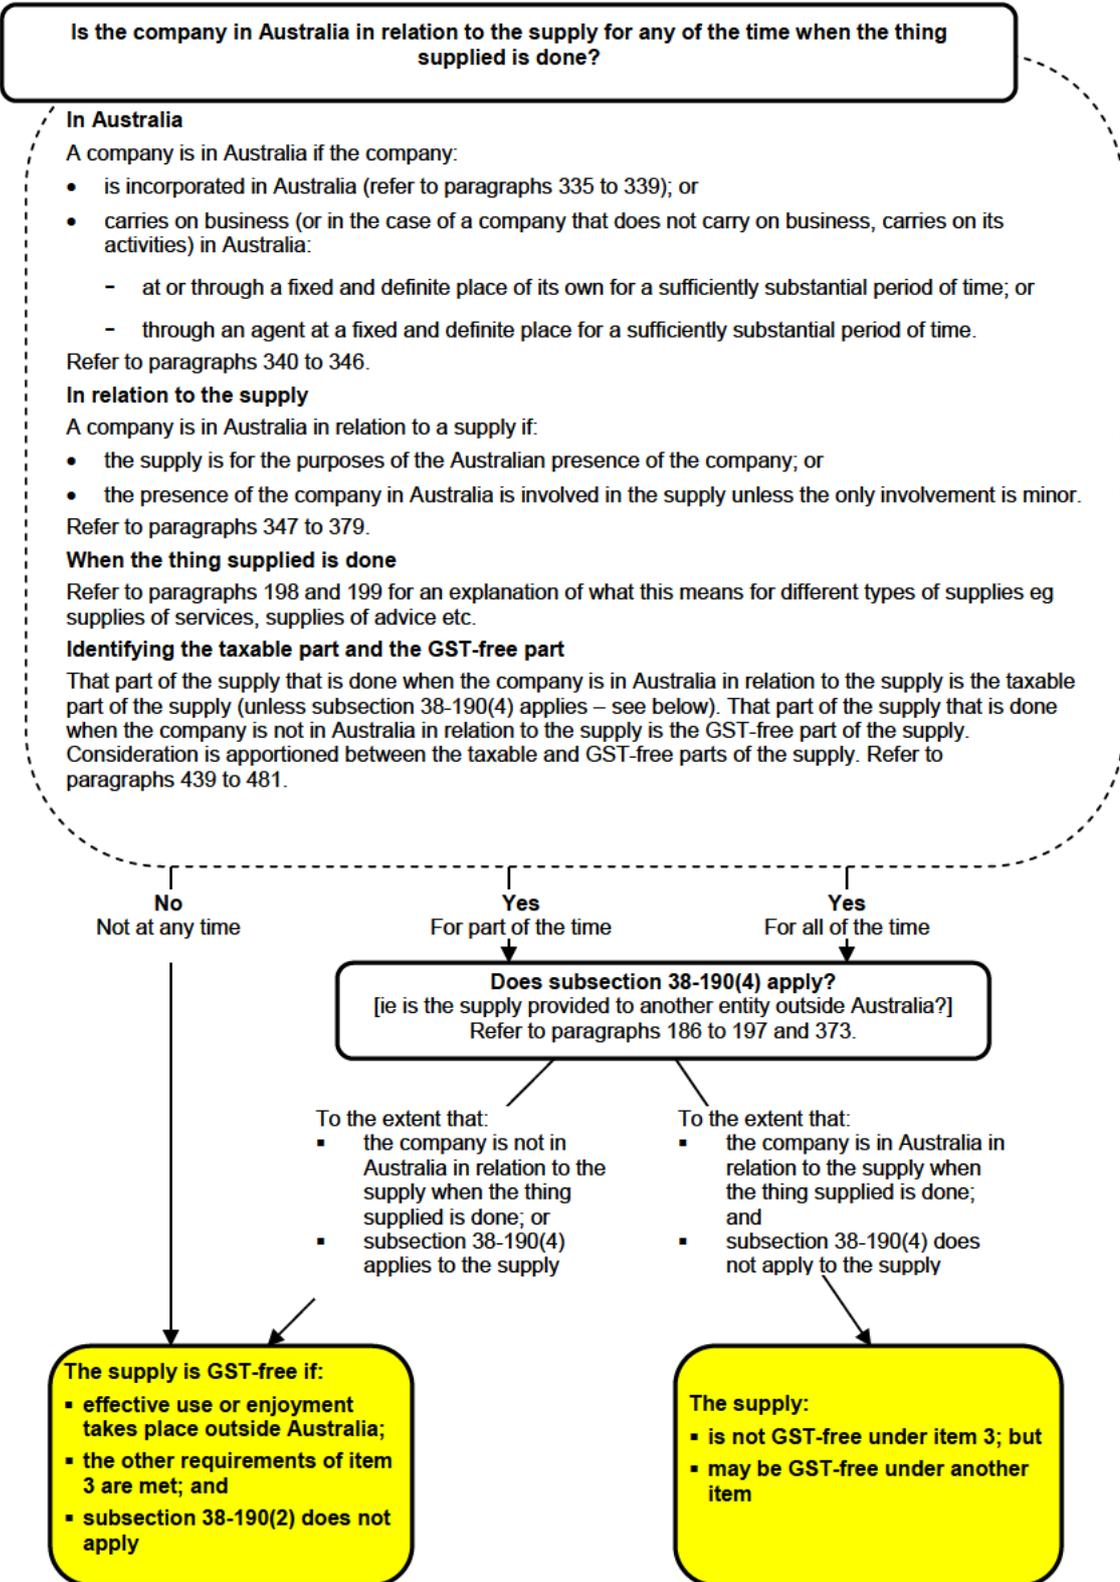 Is the company in Australia in relation to the supply for any of the time when the thing
supplied is done?
In Australia
A company is in Australia if the company:
• is incorporated in Australia (refer to paragraphs 335 to 339); or
• carries on business (or in the case of a company that does not carry on business, carries on its
activities) in Australia:
– at or through a fixed and definite place of its own for a sufficiently substantial period of time; or
– through an agent at a fixed and definite place for a sufficiently substantial period of time.
Refer to paragraphs 340 to 346.
In relation to the supply
A company is in Australia in relation to a supply if:
• the supply is for the purposes of the Australian presence of the company; or
• the presence of the company in Australia is involved in the supply unless the only involvement is minor.
Refer to paragraphs 347 to 379.
When the thing supplied is done
Refer to paragraphs 198 and 199 for an explanation of what this means for different types of supplies eg
supplies of services, supplies of advice etc.
Identifying the taxable part and the GST-free part
That part of the supply that is done when the company is in Australia in relation to the supply is the taxable
part of the supply (unless subsection 38-190(4) applies – see below). That part of the supply that is done
when the company is not in Australia in relation to the supply is the GST-free part of the supply.
Consideration is apportioned between the taxable and GST-free parts of the supply. Refer to
paragraphs 439 to 481.
No
Not at any time
Yes
For part of the time
Yes
For all of the time
Does subsection 38-190(4) apply?
[ie is the supply provided to another entity outside Australia?]
Refer to paragraphs 186 to 197 and 373.
To the extent that:
▪ the company is not in
Australia in relation to the
supply when the thing
supplied is done; or
▪ subsection 38-190(4)
applies to the supply
To the extent that:
▪ the company is in Australia in
relation to the supply when
the thing supplied is done;
and
▪ subsection 38-190(4) does
not apply to the supply
The supply is GST-free if:
▪ effective use or enjoyment
takes place outside Australia;
▪ the other requirements of item
3 are met; and
▪ subsection 38-190(2) does not
apply
The supply:
▪ is not GST-free under item 3; but
▪ may be GST-free under another
item